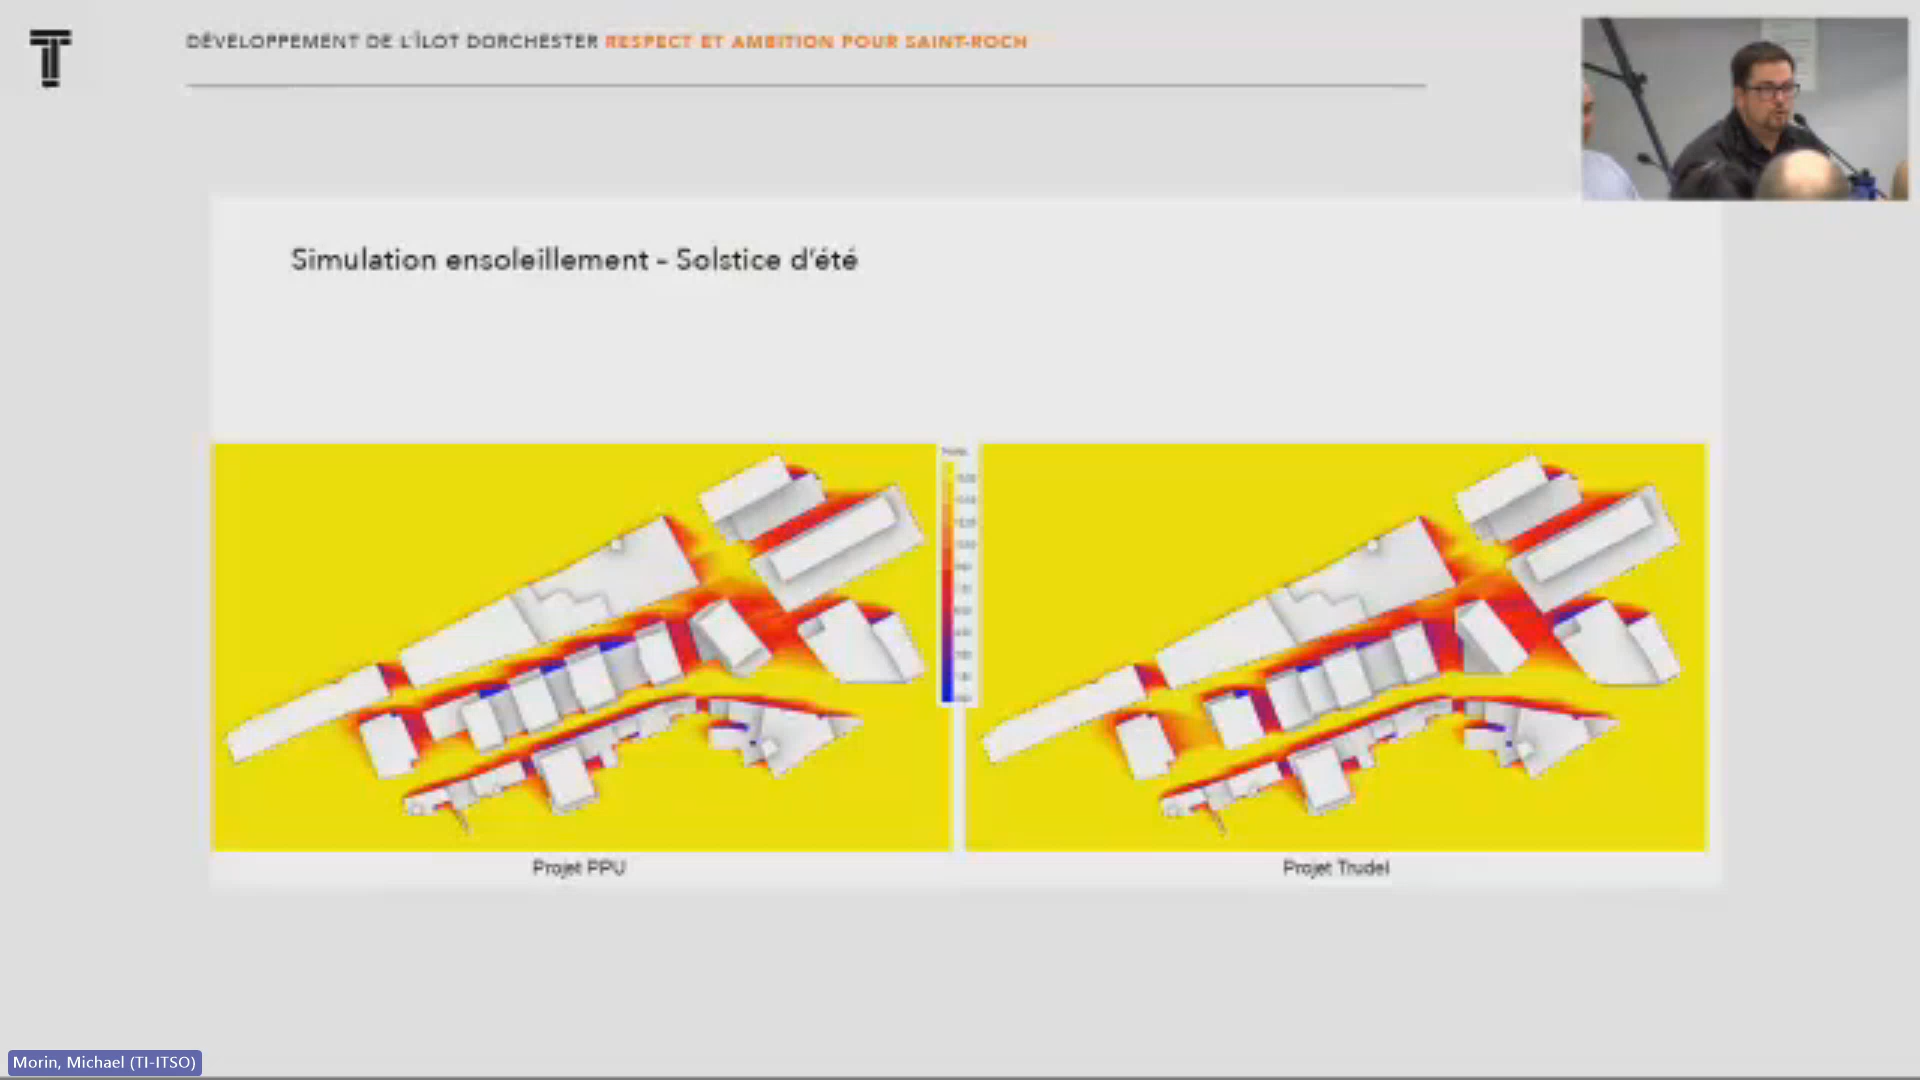 DÉVELOPPEMENT DE L'ÎLOT DORCHESTER RESPECT ET AMBITION POUR SAINT-ROCH
Simulation ensoleillement - Solstice d'été
Projet PPU
Projet Trudel
Morin, Michael (TI-ITSO)